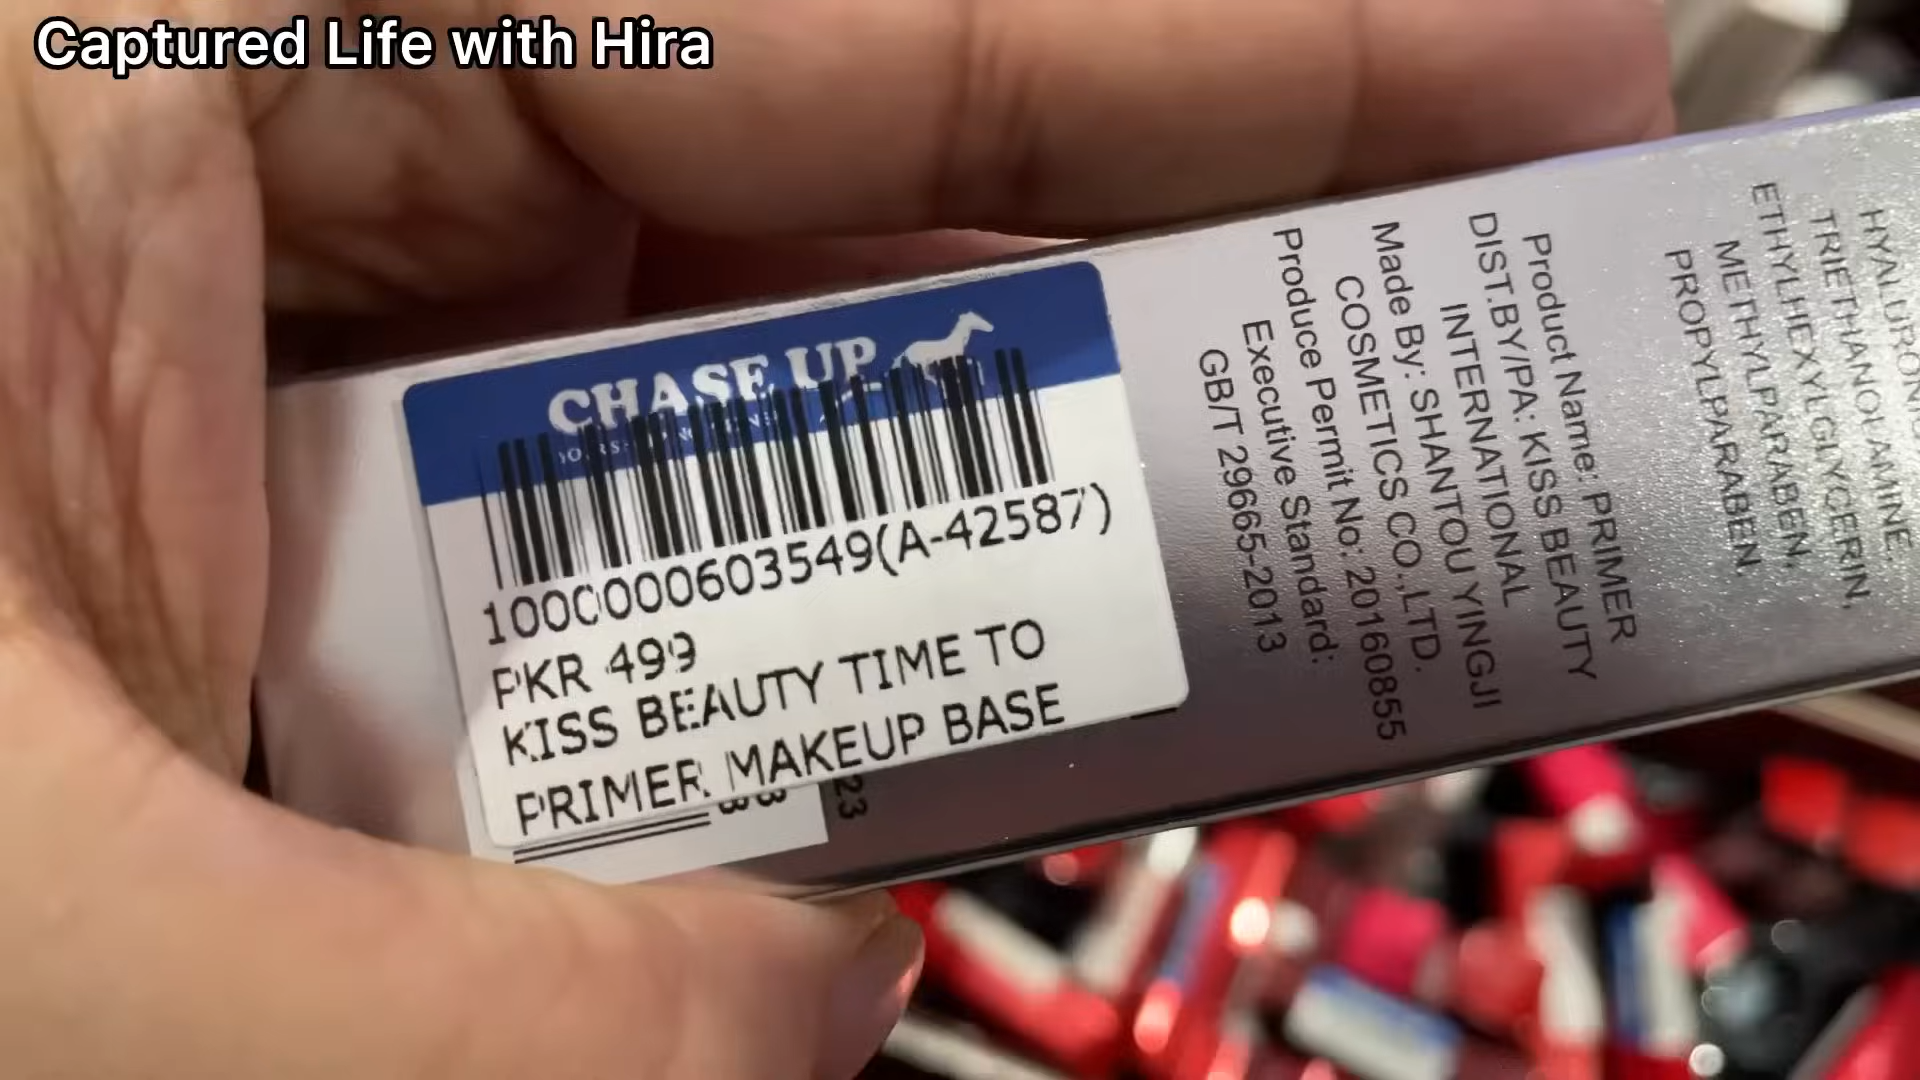 Captured Life with Hira
CHASE UP
1000000603549(A-42587)
PKR 499
KISS BEAUTY TIME TO
PRIMER MAKEUP BASE
23
Product Name: PRIMER
DIST.BY/PA: KISS BEAUTY
INTERNATIONAL
Made By: SHANTOU YINGJI
COSMETICS CO.,LTD.
Produce Permit No: 20160855
Executive Standard:
GB/T 29665-2013
TRIETHANOLAMINE.
ETHYLHEXYLGLYCERIN,
METHYLPARABEN,
PROPYLPARABEN.